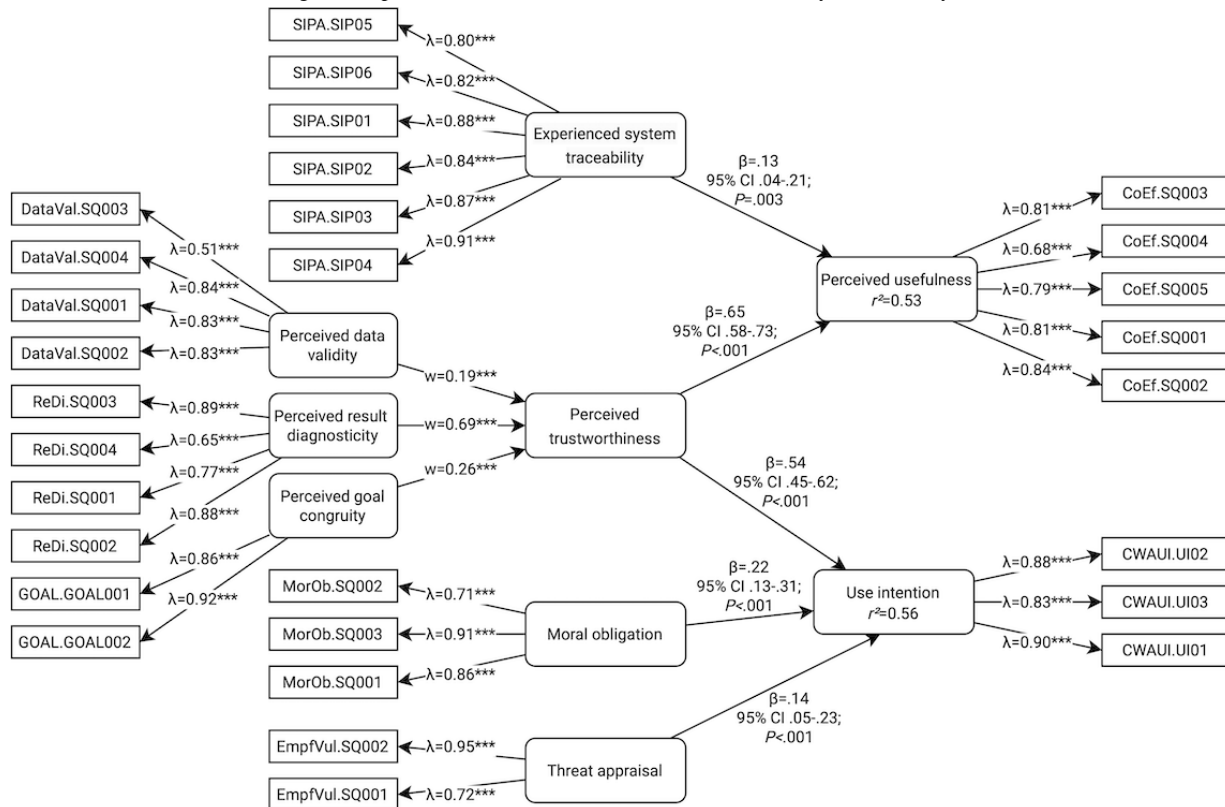 SIPA.SIP05
SIPA.SIP06
SIPA.SIP01
SIPA.SIP02
SIPA.SIP03
SIPA.SIP04
λ=0.80***
λ=0.82***
λ=0.88***
λ=0.84***
λ=0.87***
λ=0.91***
Experienced system
traceability
β=.13
95% CI .04-.21;
P=.003
DataVal.SQ003
DataVal.SQ004
DataVal.SQ001
DataVal.SQ002
λ=0.51***
λ=0.84***
λ=0.83***
λ=0.83***
Perceived data
validity
w=0.19***
ReDi.SQ003
ReDi.SQ004
ReDi.SQ001
ReDi.SQ002
λ=0.89***
λ=0.65***
λ=0.77***
λ=0.88***
Perceived result
diagnosticity
w=0.69***
GOAL.GOAL001
GOAL.GOAL002
λ=0.86***
λ=0.92***
Perceived goal
congruity
w=0.26***
Perceived
trustworthiness
β=.65
95% CI .58-.73;
P<.001
β=.54
95% CI .45-.62;
P<.001
Perceived usefulness
r²=0.53
λ=0.81***
λ=0.68***
λ=0.79***
λ=0.81***
λ=0.84***
CoEf.SQ003
CoEf.SQ004
CoEf.SQ005
CoEf.SQ001
CoEf.SQ002
MorOb.SQ002
MorOb.SQ003
MorOb.SQ001
λ=0.71***
λ=0.91***
λ=0.86***
Moral obligation
β=.22
95% CI .13-.31;
P<.001
EmpfVul.SQ002
EmpfVul.SQ001
λ=0.95***
λ=0.72***
Threat appraisal
β=.14
95% CI .05-.23;
P<.001
Use intention
r²=0.56
λ=0.88***
λ=0.83***
λ=0.90***
CWAUI.UI02
CWAUI.UI03
CWAUI.UI01